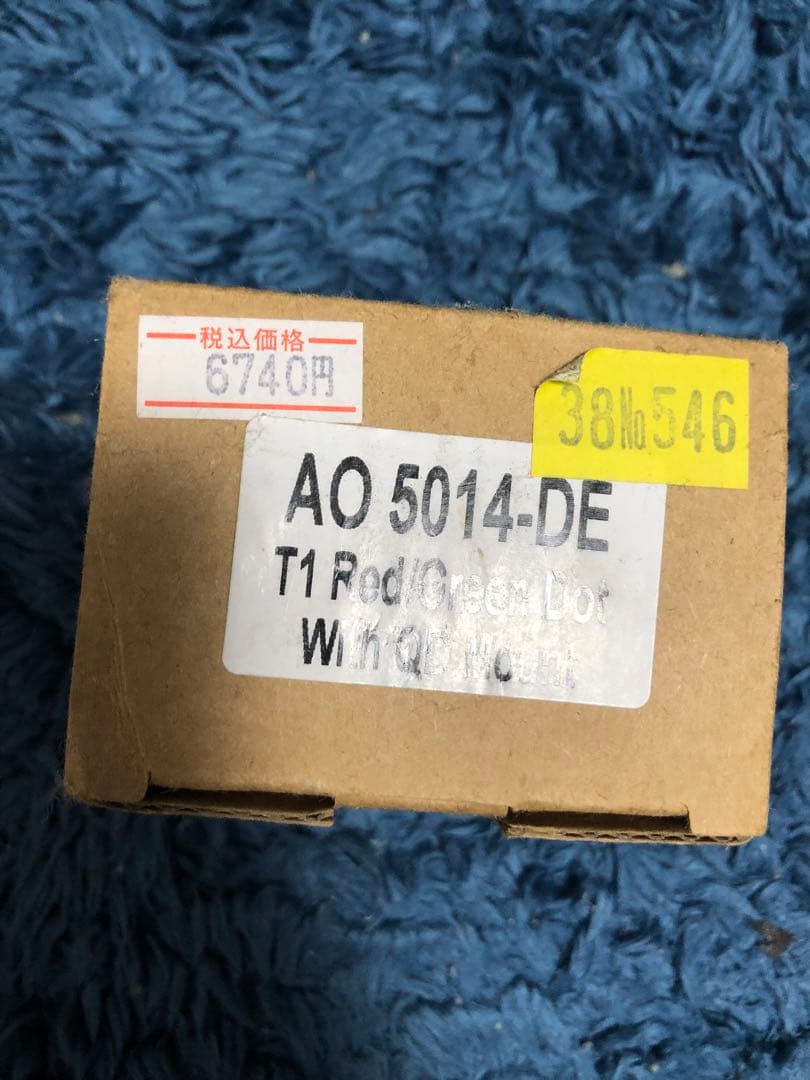 税込価格
6740円
38№546
AO 5014-DE
T1 Red/Green Dot
With QD Mount